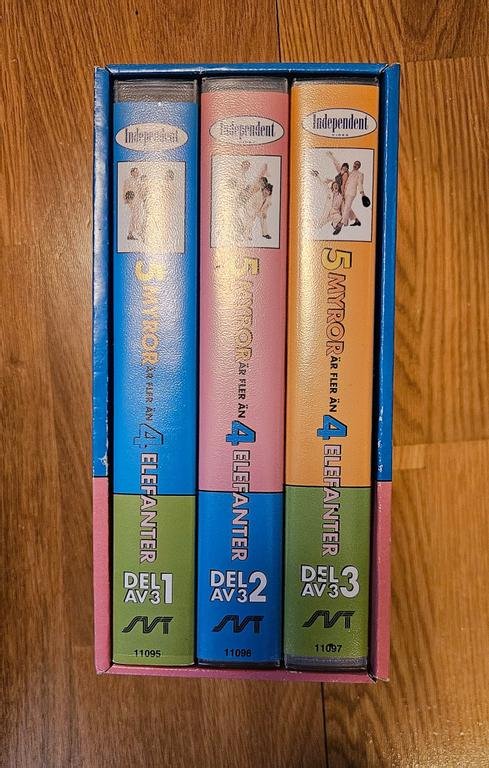 Independent
5 MYROR ÄR FLER ÄN 4 ELEFANTER
DEL 1
AV 3
SVT
11095
Independent
VIDEO
5 MYROR ÄR FLER ÄN 4 ELEFANTER
DEL 2
AV 3
SVT
11096
Independent
VIDEO
5 MYROR ÄR FLER ÄN 4 ELEFANTER
DEL 3
AV 3
SVT
11097